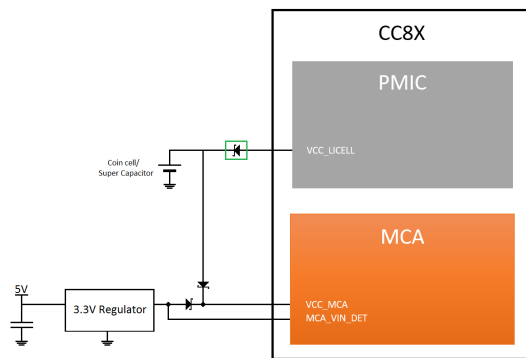 CC8X
PMIC
VCC_LICELL
Coin cell/
Super Capacitor
MCA
5V
3.3V Regulator
VCC_MCA
MCA_VIN_DET